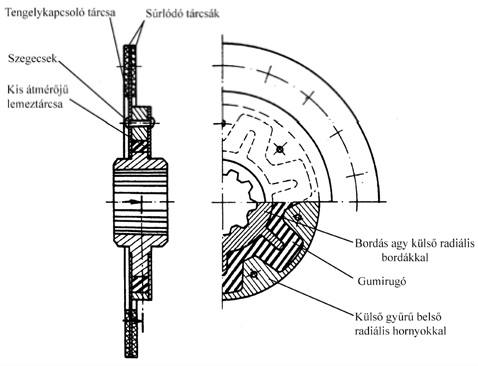 Tengelykapcsoló tárcsa
Súrlódó tárcsák
Szegecsek
Kis átmérőjű
lemeztárcsa
Bordás agy külső radiális
bordákkal
Gumirugó
Külső gyűrű belső
radiális hornyokkal